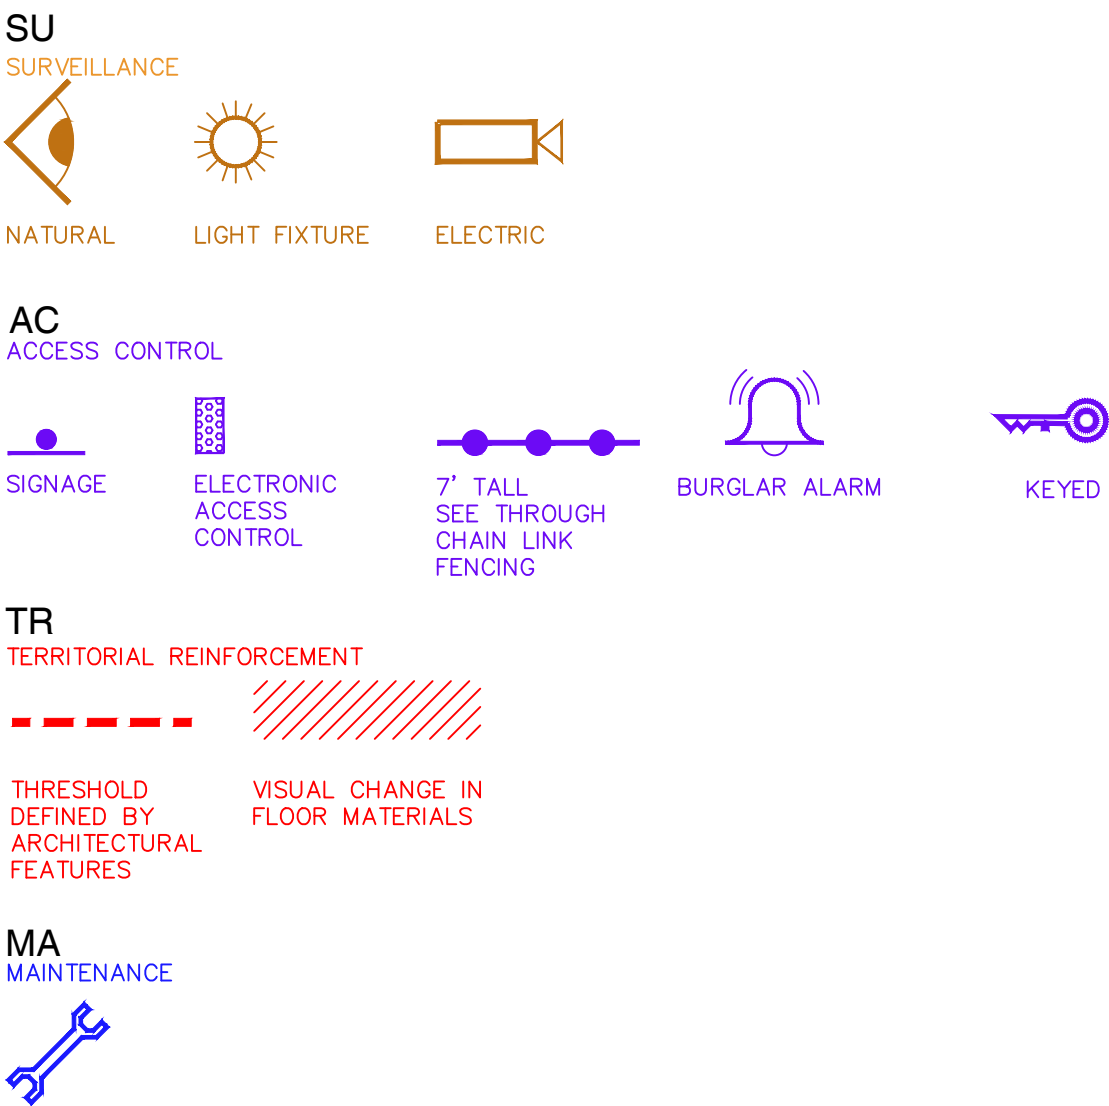 SU
SURVEILLANCE
NATURAL
LIGHT FIXTURE
ELECTRIC
AC
ACCESS CONTROL
SIGNAGE
ELECTRONIC
ACCESS
CONTROL
7' TALL
SEE THROUGH
CHAIN LINK
FENCING
BURGLAR ALARM
KEYED
TR
TERRITORIAL REINFORCEMENT
THRESHOLD
DEFINED BY
ARCHITECTURAL
FEATURES
VISUAL CHANGE IN
FLOOR MATERIALS
MA
MAINTENANCE